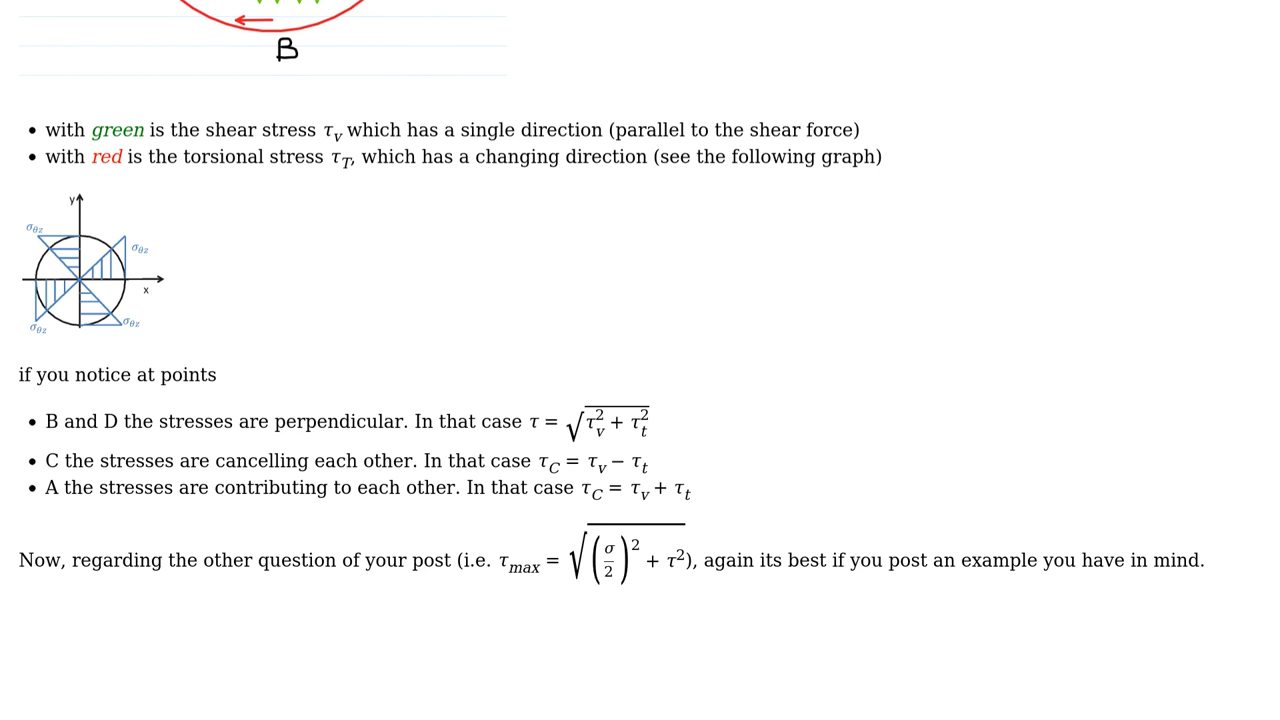 B
• with green is the shear stress τ_v which has a single direction (parallel to the shear force)
• with red is the torsional stress τ_T, which has a changing direction (see the following graph)
y
σ_θz
σ_θz
x
σ_θz
σ_θz
if you notice at points
• B and D the stresses are perpendicular. In that case τ = √(τ_v² + τ_t²)
• C the stresses are cancelling each other. In that case τ_C = τ_v − τ_t
• A the stresses are contributing to each other. In that case τ_C = τ_v + τ_t
Now, regarding the other question of your post (i.e. τ_max = √((σ/2)² + τ²), again its best if you post an example you have in mind.